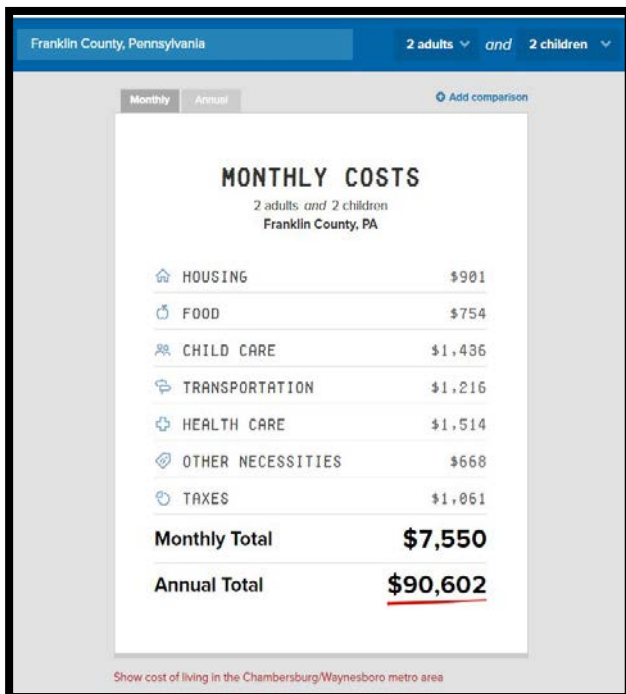 Franklin County, Pennsylvania 2 adults and 2 children
Monthly Annual Add comparison
MONTHLY COSTS
2 adults and 2 children
Franklin County, PA
HOUSING $901
FOOD $754
CHILD CARE $1,436
TRANSPORTATION $1,216
HEALTH CARE $1,514
OTHER NECESSITIES $668
TAXES $1,061
Monthly Total $7,550
Annual Total $90,602
Show cost of living in the Chambersburg/Waynesboro metro area